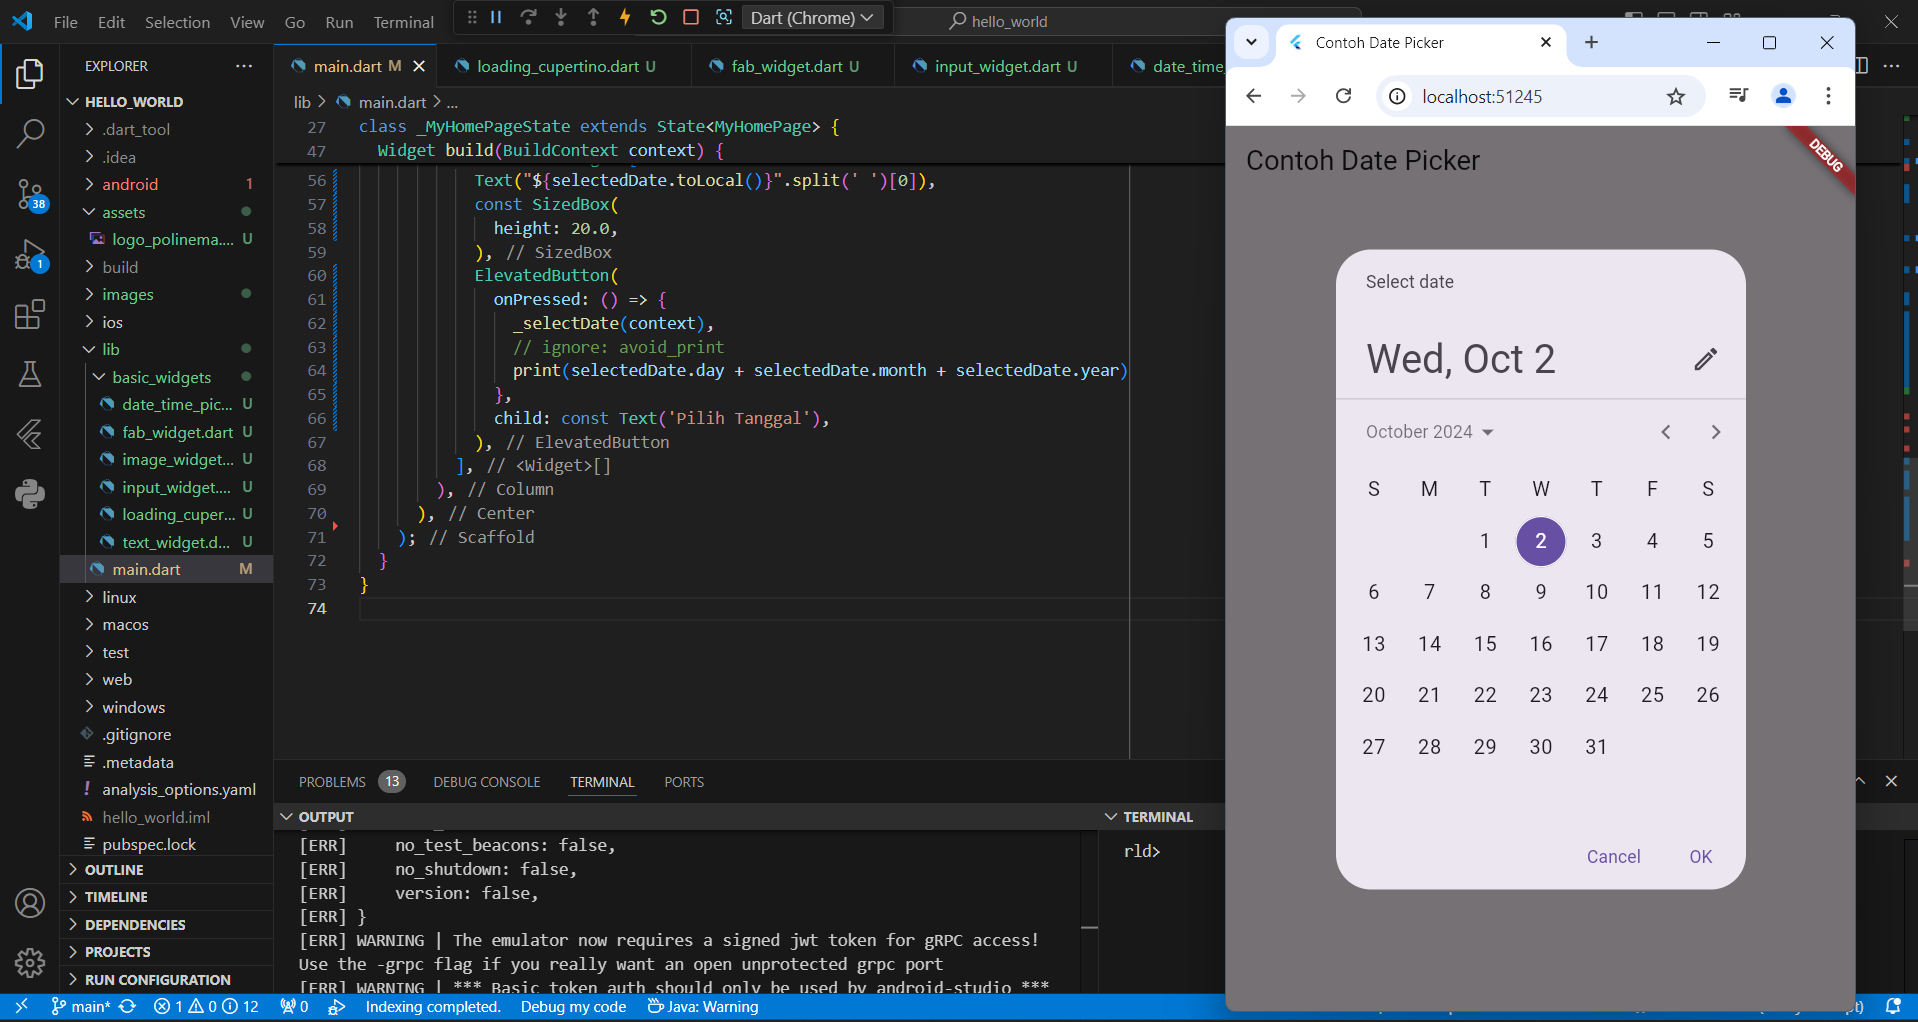 File Edit Selection View Go Run Terminal
Dart (Chrome)
hello_world
EXPLORER
HELLO_WORLD
.dart_tool
.idea
android 1
assets
logo_polinema.... U
build
images
ios
lib
basic_widgets
date_time_pic... U
fab_widget.dart U
image_widget... U
input_widget.... U
loading_cuper... U
text_widget.d... U
main.dart M
linux
macos
test
web
windows
.gitignore
.metadata
analysis_options.yaml
hello_world.iml
pubspec.lock
OUTLINE
TIMELINE
DEPENDENCIES
PROJECTS
RUN CONFIGURATION
38
1
main.dart M
loading_cupertino.dart U
fab_widget.dart U
input_widget.dart U
date_time_
lib > main.dart > ...
27 class _MyHomePageState extends State<MyHomePage> {
47 Widget build(BuildContext context) {
56 Text("${selectedDate.toLocal()}".split(' ')[0]),
57 const SizedBox(
58 height: 20.0,
59 ), // SizedBox
60 ElevatedButton(
61 onPressed: () => {
62 _selectDate(context),
63 // ignore: avoid_print
64 print(selectedDate.day + selectedDate.month + selectedDate.year)
65 },
66 child: const Text('Pilih Tanggal'),
67 ), // ElevatedButton
68 ], // <Widget>[]
69 ), // Column
70 ), // Center
71 ); // Scaffold
72 }
73 }
74
PROBLEMS 13 DEBUG CONSOLE TERMINAL PORTS
OUTPUT
[ERR] no_test_beacons: false,
[ERR] no_shutdown: false,
[ERR] version: false,
[ERR] }
[ERR] WARNING | The emulator now requires a signed jwt token for gRPC access!
Use the -grpc flag if you really want an open unprotected grpc port
[ERR] WARNING | *** Basic token auth should only be used by android-studio ***
TERMINAL
rld>
main* 1 0 12 0 Indexing completed. Debug my code Java: Warning
Contoh Date Picker
localhost:51245
Contoh Date Picker
DEBUG
Select date
Wed, Oct 2
October 2024
S M T W T F S
1 2 3 4 5
6 7 8 9 10 11 12
13 14 15 16 17 18 19
20 21 22 23 24 25 26
27 28 29 30 31
Cancel OK